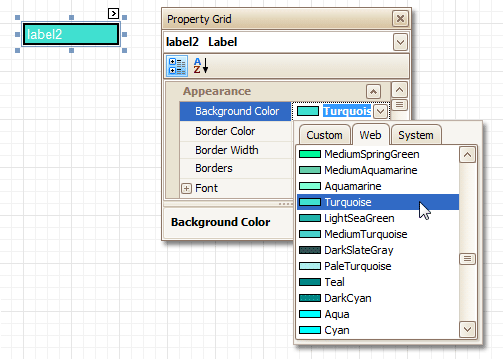 label2
Property Grid
label2 Label
A
Z
Appearance
Background Color Turquois
Border Color
Border Width
Borders
Font
Background Color
Custom Web System
MediumSpringGreen
MediumAquamarine
Aquamarine
Turquoise
LightSeaGreen
MediumTurquoise
DarkSlateGray
PaleTurquoise
Teal
DarkCyan
Aqua
Cyan